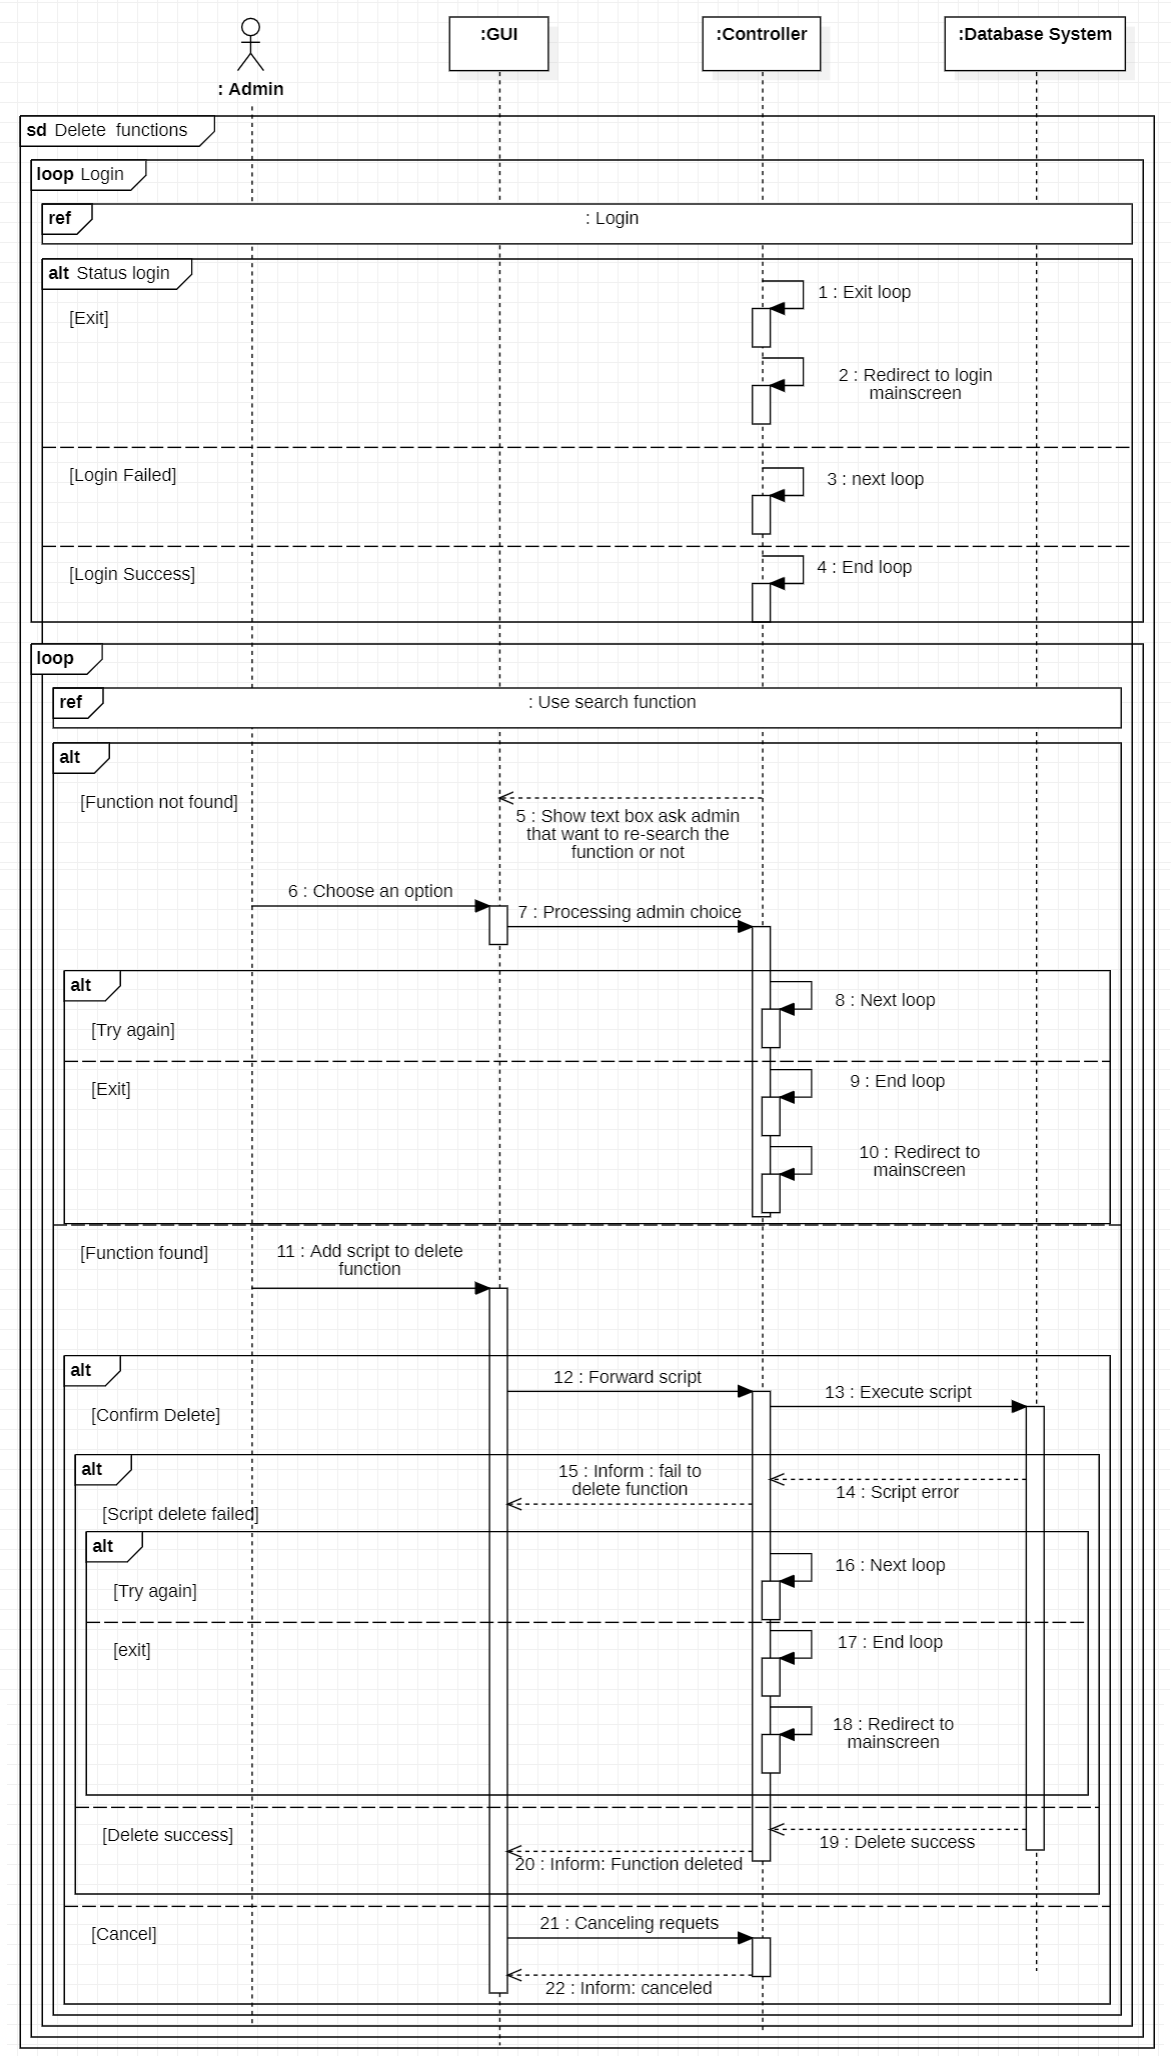 : Admin
:GUI
:Controller
:Database System
sd Delete functions
loop Login
ref
: Login
alt Status login
[Exit]
1 : Exit loop
2 : Redirect to login
mainscreen
[Login Failed]
3 : next loop
[Login Success]
4 : End loop
loop
ref
: Use search function
alt
[Function not found]
5 : Show text box ask admin
that want to re-search the
function or not
6 : Choose an option
7 : Processing admin choice
alt
[Try again]
8 : Next loop
[Exit]
9 : End loop
10 : Redirect to
mainscreen
[Function found]
11 : Add script to delete
function
alt
[Confirm Delete]
12 : Forward script
13 : Execute script
alt
[Script delete failed]
14 : Script error
15 : Inform : fail to
delete function
alt
[Try again]
16 : Next loop
[exit]
17 : End loop
18 : Redirect to
mainscreen
[Delete success]
19 : Delete success
20 : Inform: Function deleted
[Cancel]
21 : Canceling requets
22 : Inform: canceled